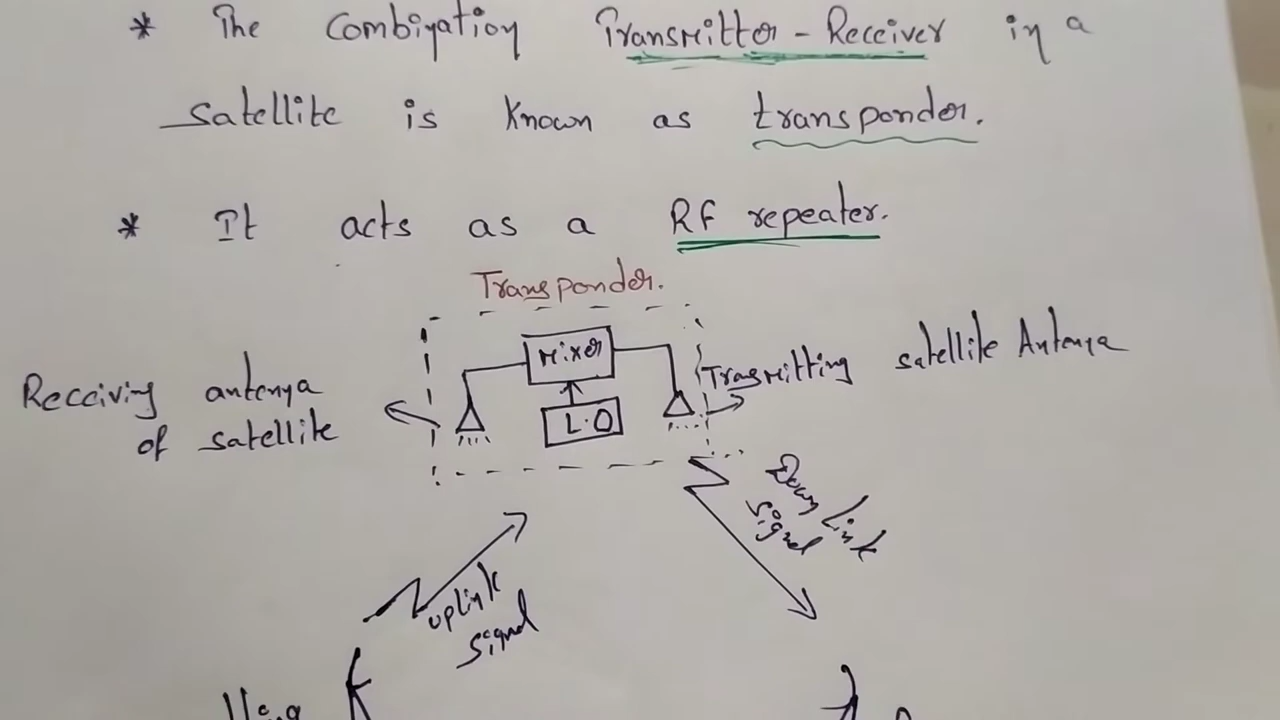 * The Combination Transmitter - Receiver in a
satellite is known as transponder.
* It acts as a RF repeater.
Transponder.
Mixer
L.O
Receiving antenna
of satellite
Trasmitting satellite Antenna
Down Link
signal
uplink
signal